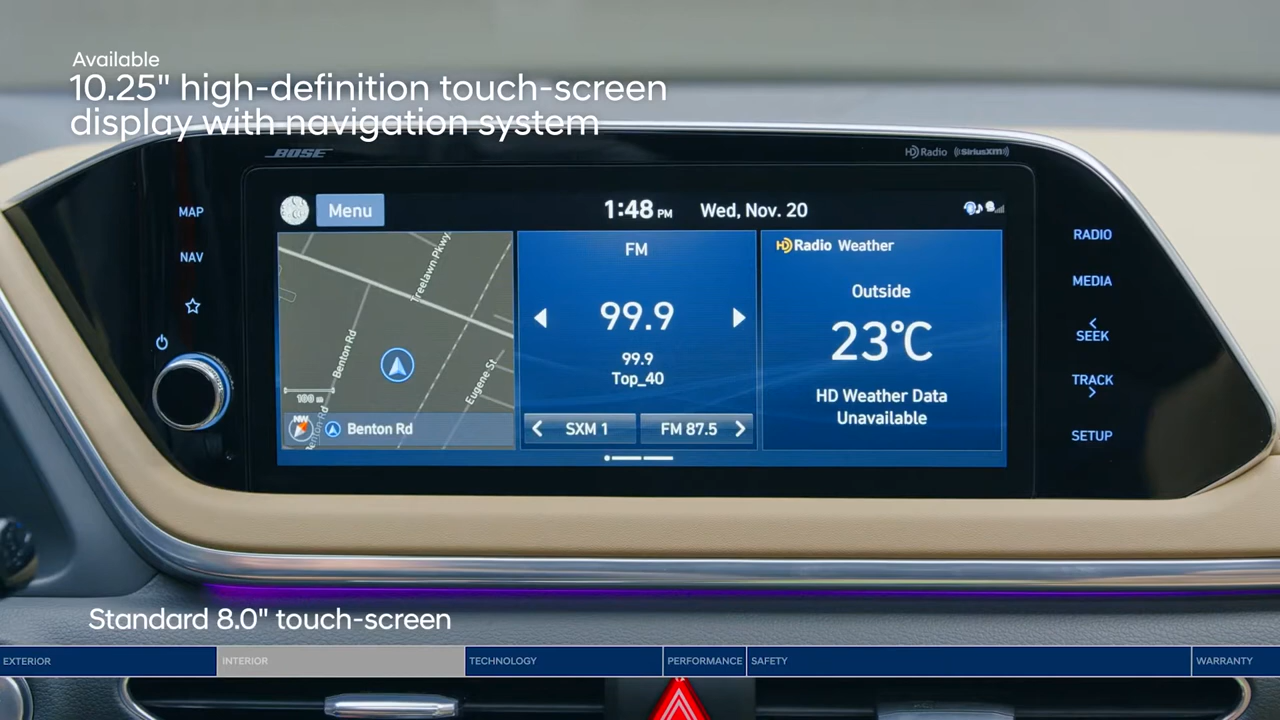 Available
10.25" high-definition touch-screen
display with navigation system
BOSE
HD Radio ((SiriusXM))
MAP
NAV
Menu
1:48 PM Wed, Nov. 20
Treelawn Pkwy
Benton Rd
Eugene St
100 m
NW
Benton Rd
FM
99.9
99.9
Top_40
SXM 1
FM 87.5
HD Radio Weather
Outside
23°C
HD Weather Data
Unavailable
RADIO
MEDIA
SEEK
TRACK
SETUP
Standard 8.0" touch-screen
EXTERIOR INTERIOR TECHNOLOGY PERFORMANCE SAFETY WARRANTY